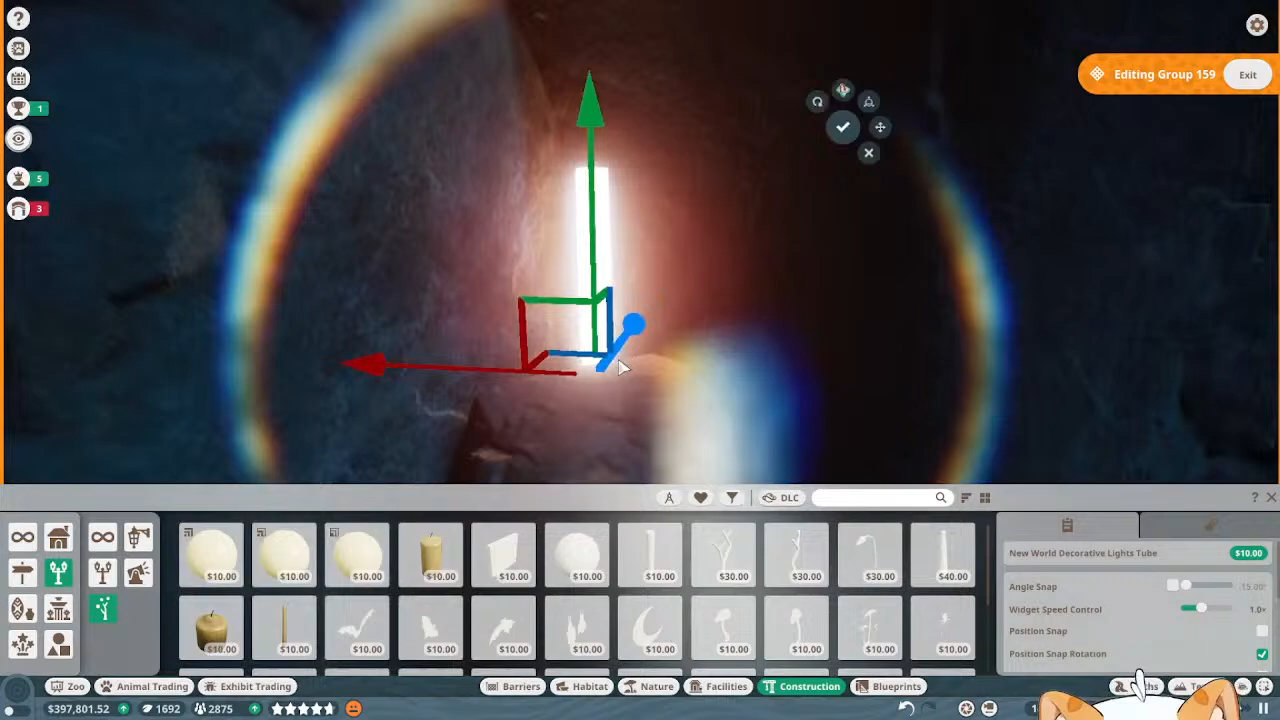 ?
Editing Group 159 Exit
1
5
3
DLC
? ×
$10.00 $10.00 $10.00 $10.00 $10.00 $10.00 $10.00 $30.00 $30.00 $30.00 $40.00
$10.00 $10.00 $10.00 $10.00 $10.00 $10.00 $10.00 $10.00 $10.00 $10.00 $10.00
New World Decorative Lights Tube $10.00
Angle Snap 15.00°
Widget Speed Control 1.0×
Position Snap
Position Snap Rotation
Zoo Animal Trading Exhibit Trading Barriers Habitat Nature Facilities Construction Blueprints
$397,801.52 1692 2875